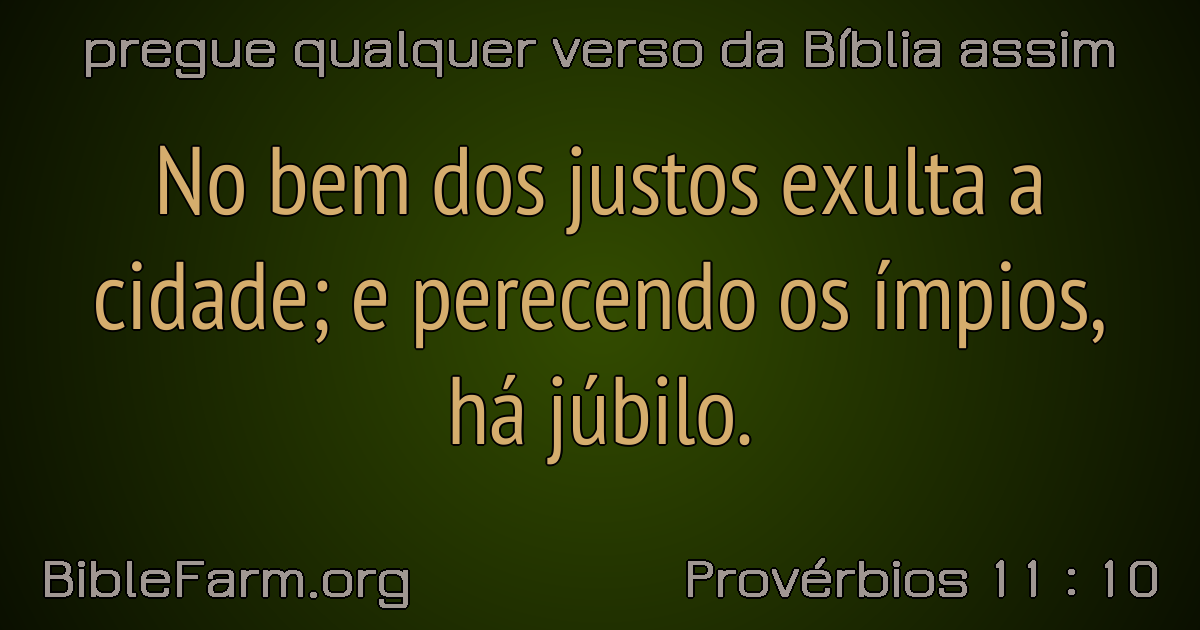 pregue qualquer verso da Bíblia assim
No bem dos justos exulta a
cidade; e perecendo os ímpios,
há júbilo.
BibleFarm.org
Provérbios 11 : 10